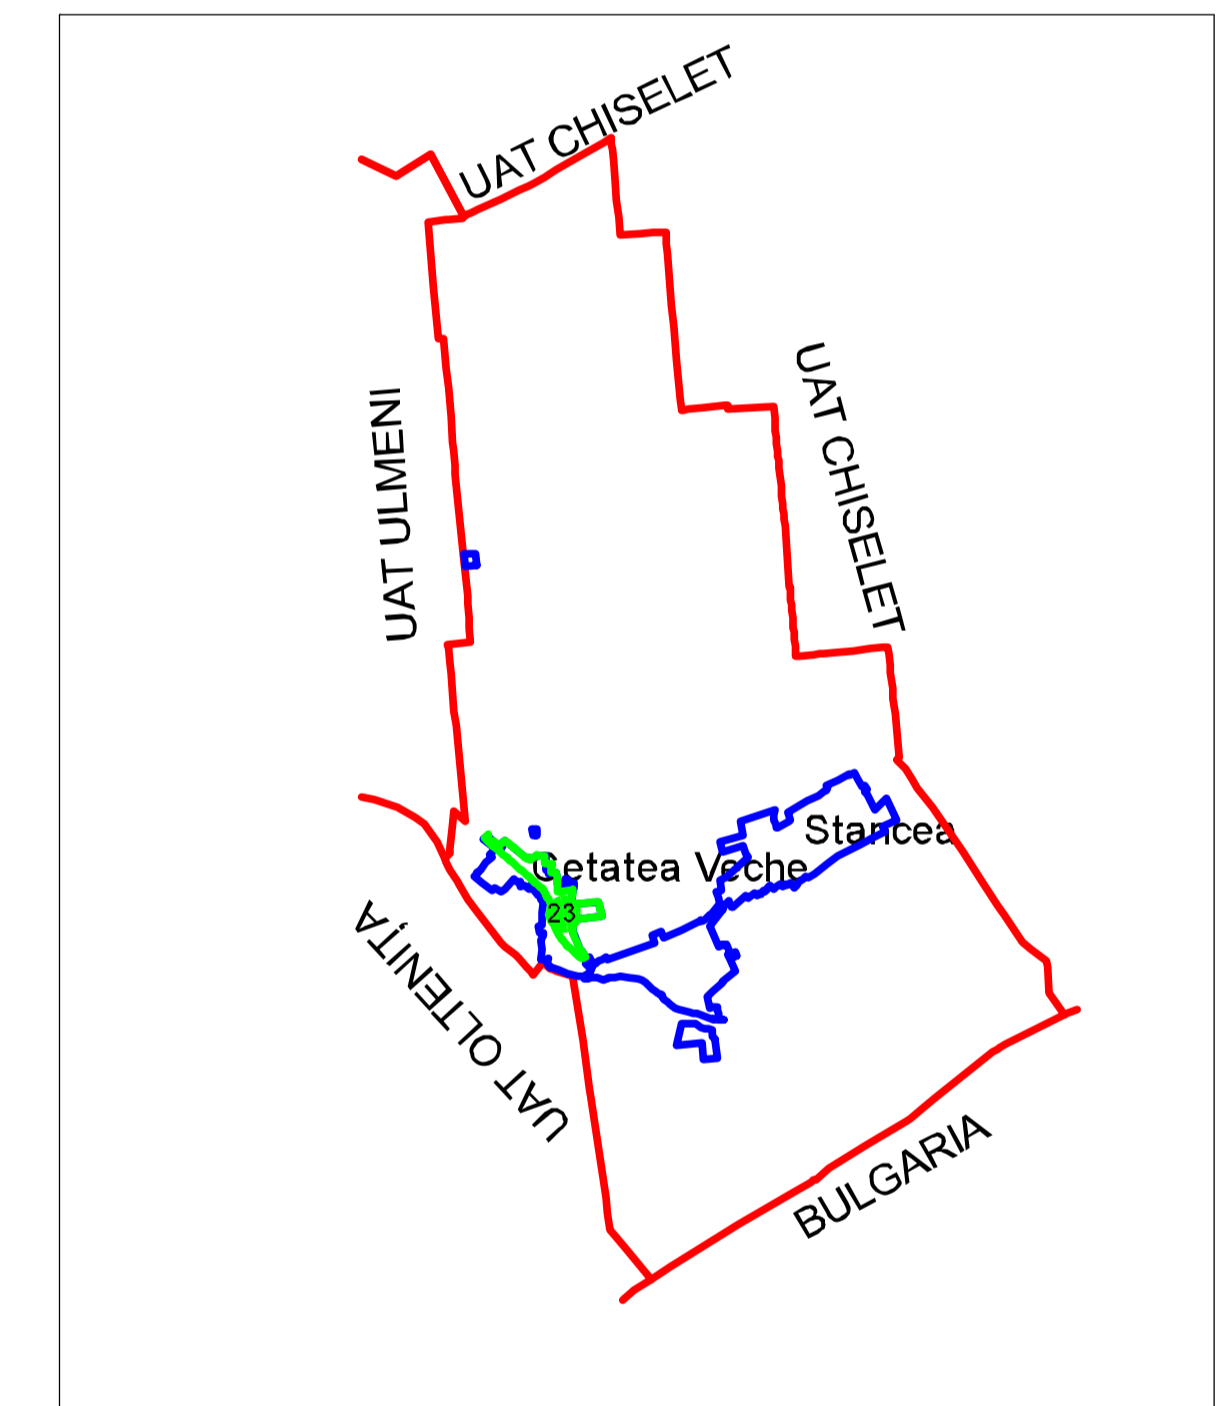 UAT CHISELET
UAT CHISELET
UAT ULMENI
Stancea
Cetatea Veche
23
UAT OLTENIȚA
BULGARIA